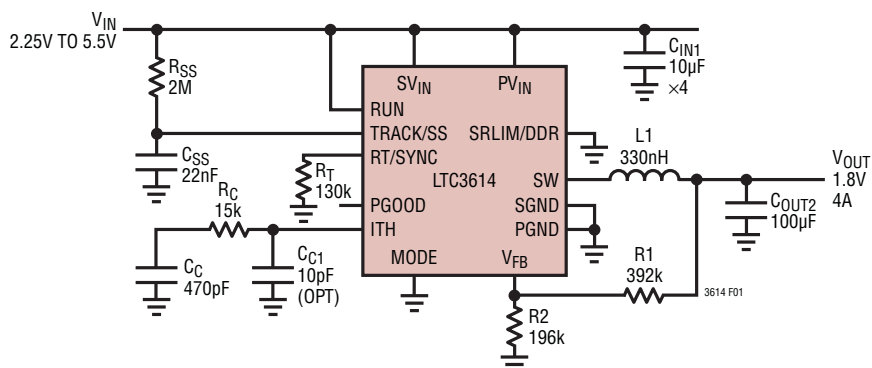 VIN
2.25V TO 5.5V
RSS
2M
CSS
22nF
RC
15k
CC
470pF
CC1
10pF
(OPT)
RT
130k
SVIN
PVIN
RUN
TRACK/SS
SRLIM/DDR
RT/SYNC
LTC3614
SW
PGOOD
SGND
ITH
PGND
MODE
VFB
CIN1
10µF
×4
L1
330nH
VOUT
1.8V
4A
COUT2
100µF
R1
392k
3614 F01
R2
196k